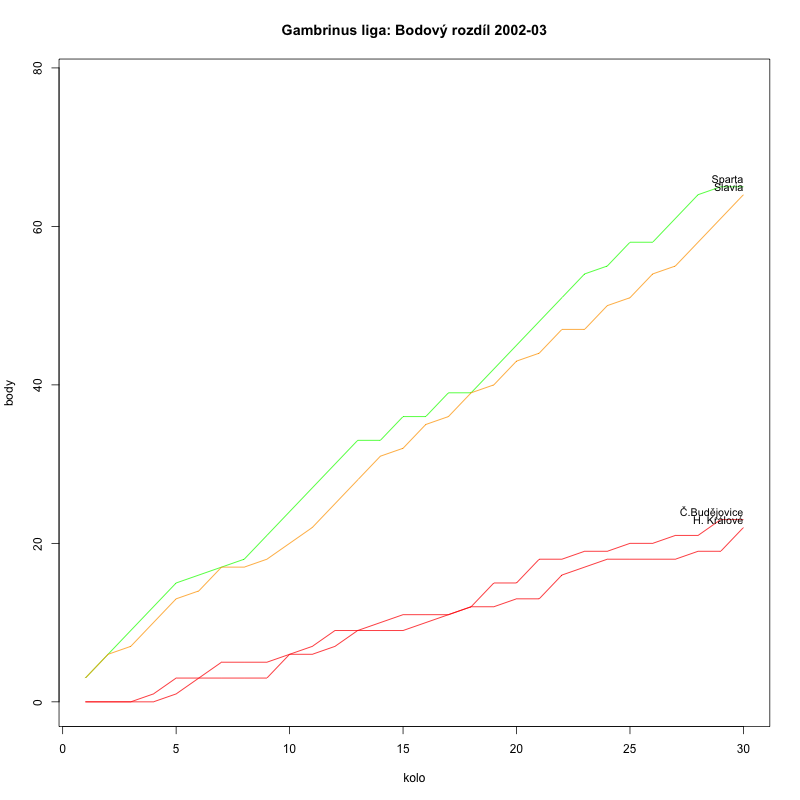 Gambrinus liga: Bodový rozdíl 2002-03
80
60
40
20
0
body
Sparta
Slavia
Č.Budějovice
H. Králové
0 5 10 15 20 25 30
kolo